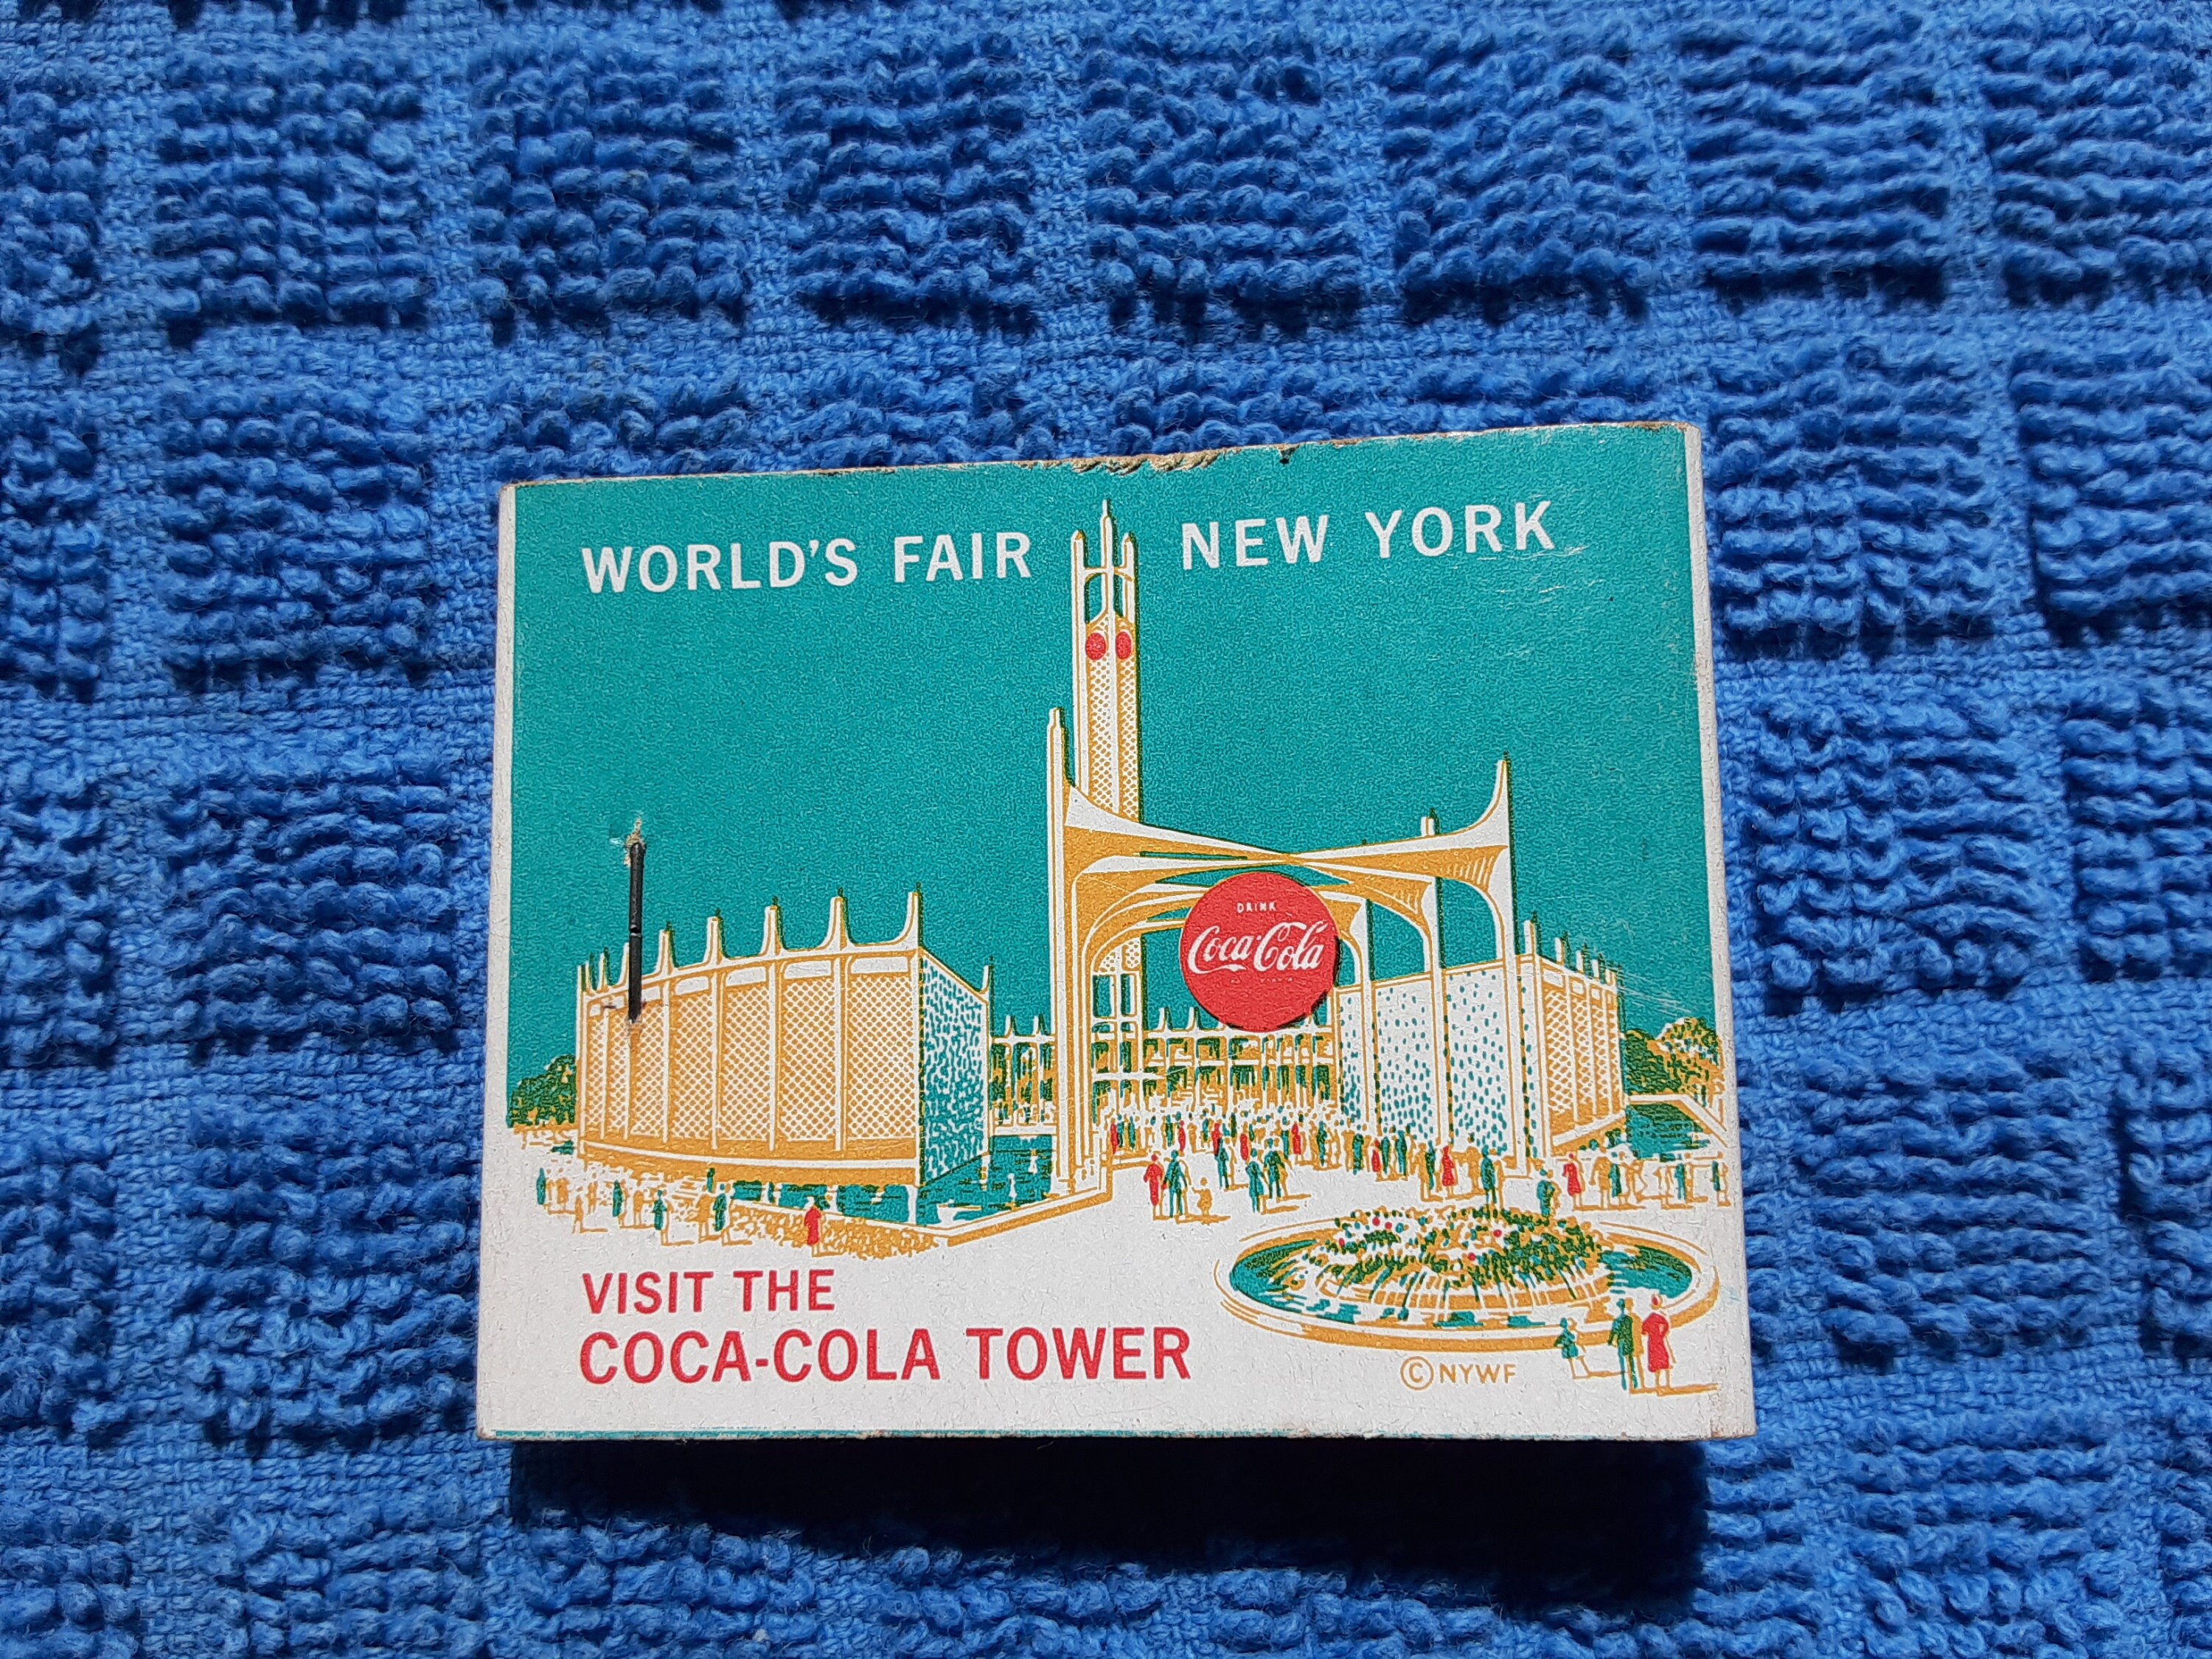 WORLD'S FAIR NEW YORK
DRINK
Coca-Cola
VISIT THE
COCA-COLA TOWER
© NYWF